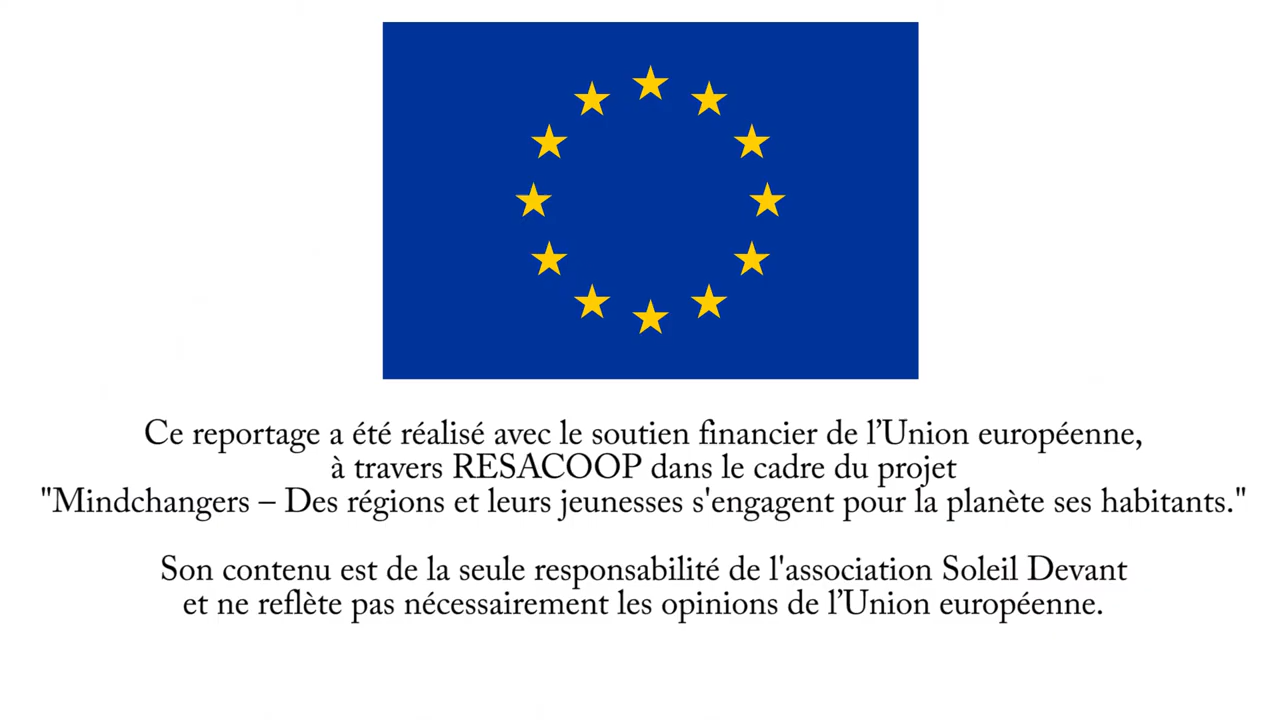 Ce reportage a été réalisé avec le soutien financier de l’Union européenne,
à travers RESACOOP dans le cadre du projet
"Mindchangers – Des régions et leurs jeunesses s'engagent pour la planète ses habitants."
Son contenu est de la seule responsabilité de l'association Soleil Devant
et ne reflète pas nécessairement les opinions de l’Union européenne.